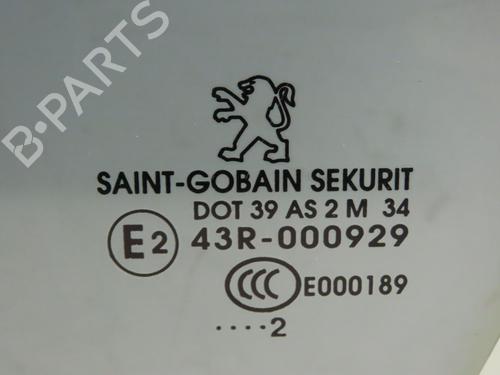 B-PARTS
SAINT-GOBAIN SEKURIT
DOT 39 AS 2 M 34
E2 43R-000929
CCC E000189
....2